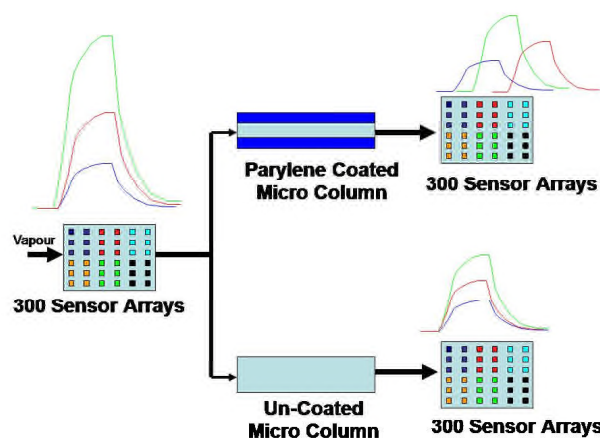 Vapour
300 Sensor Arrays
Parylene Coated
Micro Column
300 Sensor Arrays
Un-Coated
Micro Column
300 Sensor Arrays